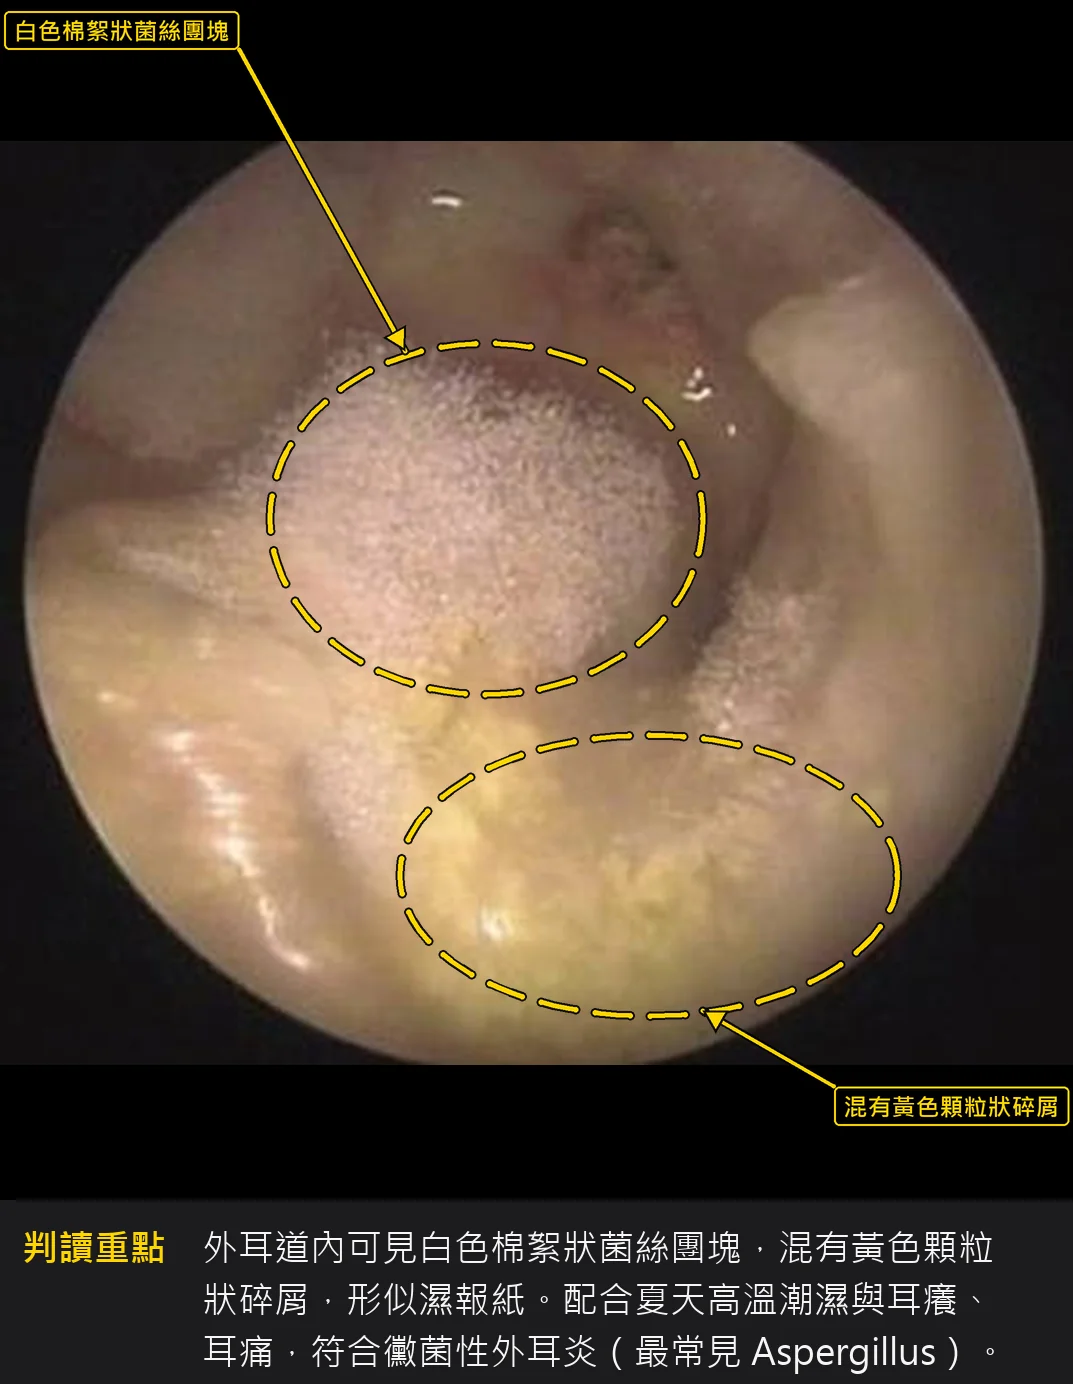 白色棉絮狀菌絲團塊
混有黃色顆粒狀碎屑
判讀重點
外耳道內可見白色棉絮狀菌絲團塊，混有黃色顆粒
狀碎屑，形似濕報紙。配合夏天高溫潮濕與耳癢、
耳痛，符合黴菌性外耳炎（最常見 Aspergillus）。